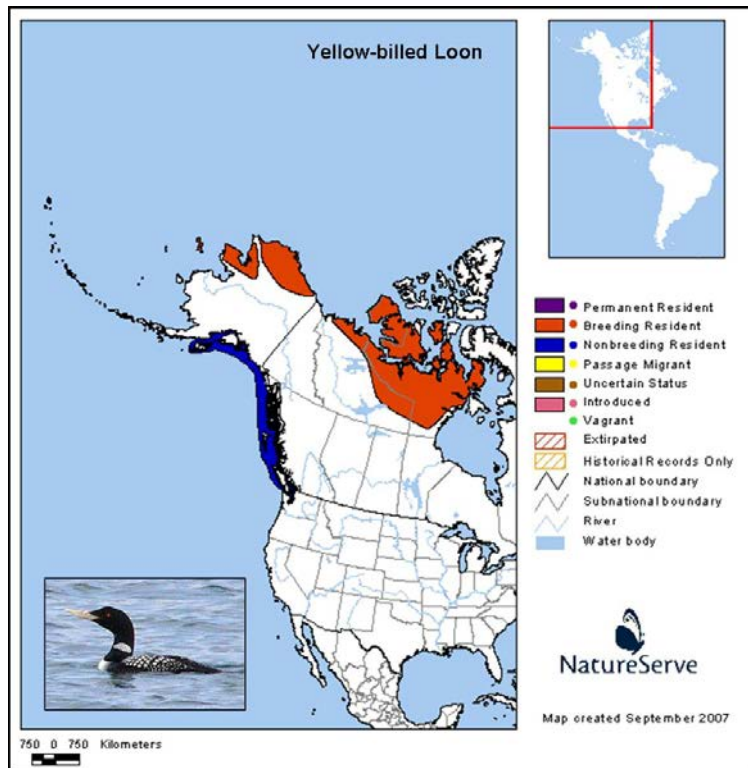 Yellow-billed Loon
Permanent Resident
Breeding Resident
Nonbreeding Resident
Passage Migrant
Uncertain Status
Introduced
Vagrant
Extirpated
Historical Records Only
National boundary
Subnational boundary
River
Water body
NatureServe
Map created September 2007
750 0 750 Kilometers